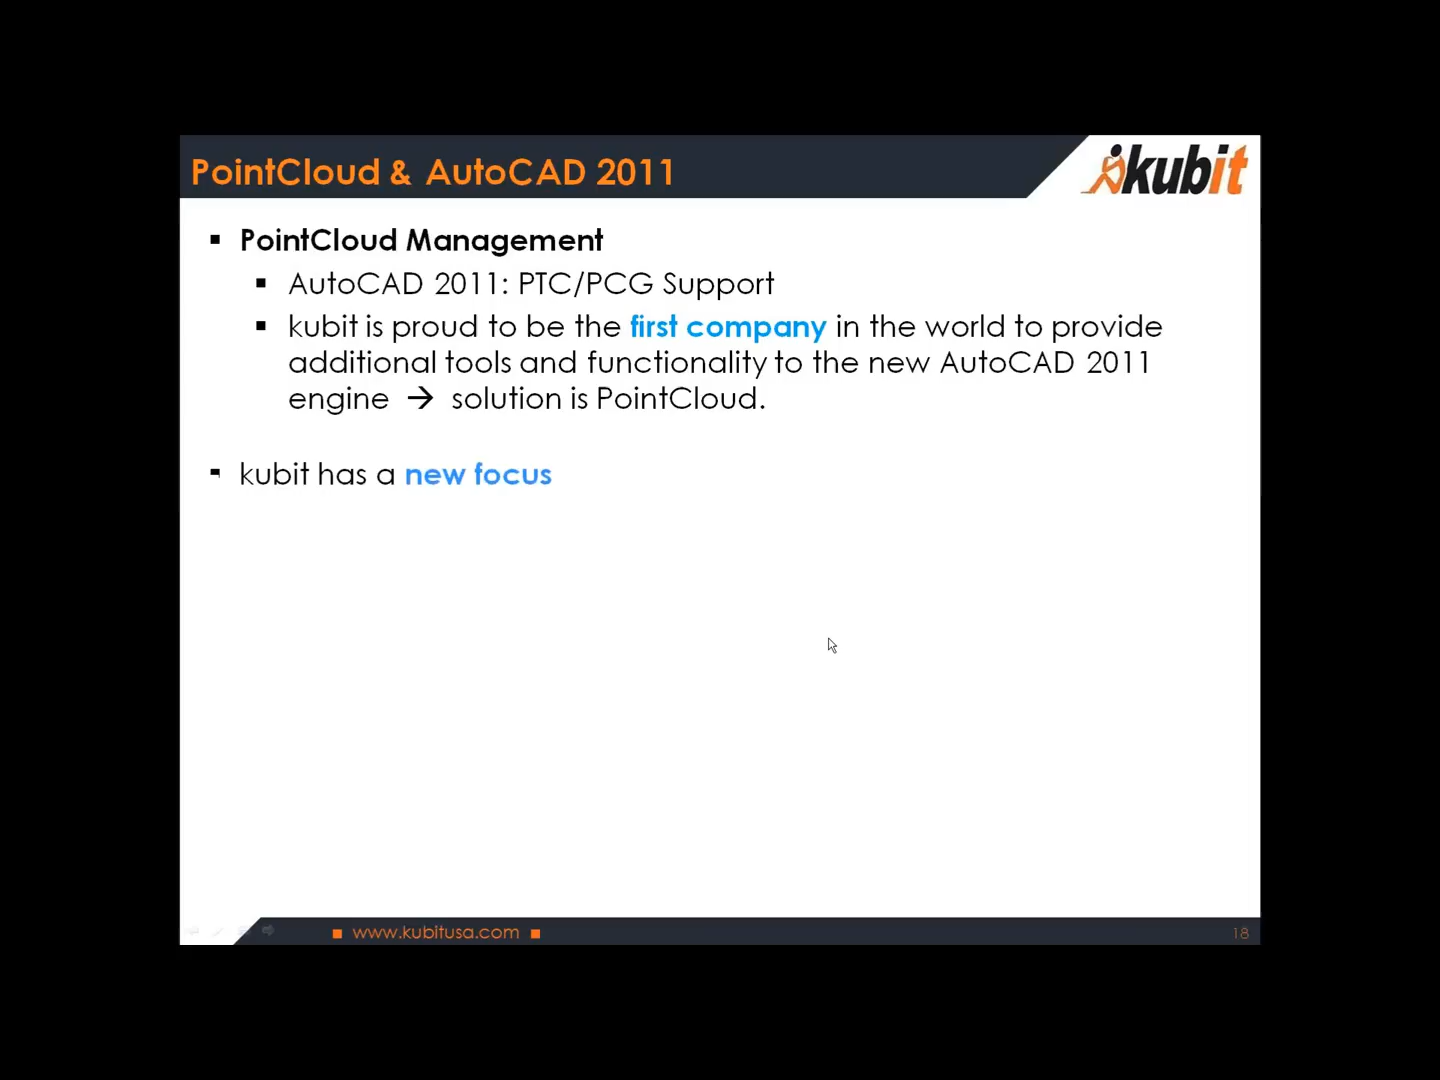 PointCloud & AutoCAD 2011
kubit
PointCloud Management
AutoCAD 2011: PTC/PCG Support
kubit is proud to be the first company in the world to provide
additional tools and functionality to the new AutoCAD 2011
engine → solution is PointCloud.
kubit has a new focus
www.kubitusa.com
18